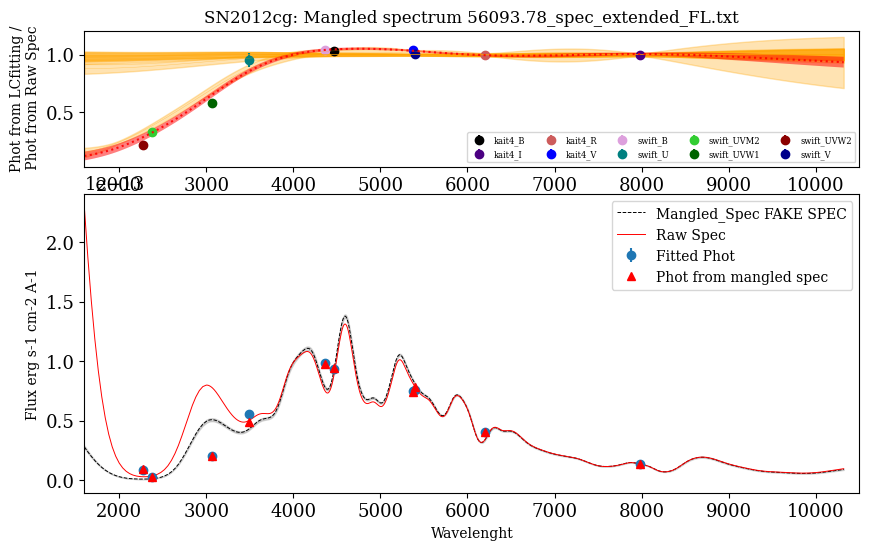 SN2012cg: Mangled spectrum 56093.78_spec_extended_FL.txt
Phot from LCfitting /
Phot from Raw Spec
1.0
0.5
kait4_B kait4_R swift_B swift_UVM2 swift_UVW2
kait4_I kait4_V swift_U swift_UVW1 swift_V
2000 3000 4000 5000 6000 7000 8000 9000 10000
1e−13
Flux erg s-1 cm-2 A-1
2.0
1.5
1.0
0.5
0.0
Mangled_Spec FAKE SPEC
Raw Spec
Fitted Phot
Phot from mangled spec
2000 3000 4000 5000 6000 7000 8000 9000 10000
Wavelenght